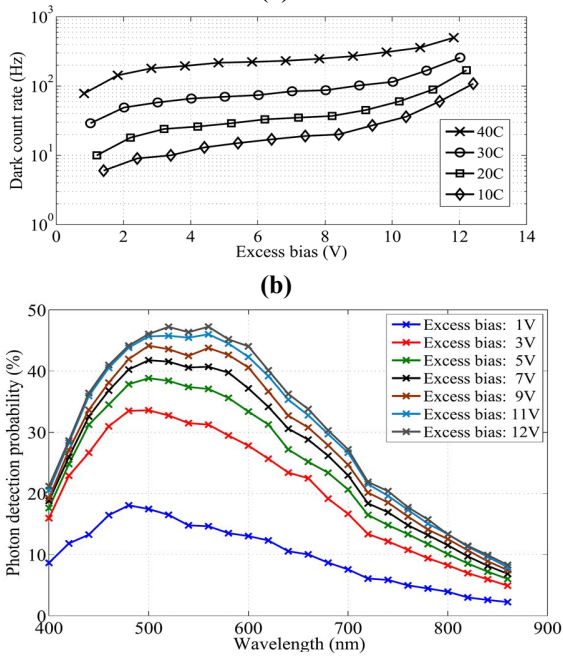 10^3
10^2
10^1
10^0
Dark count rate (Hz)
40C
30C
20C
10C
0 2 4 6 8 10 12 14
Excess bias (V)
(b)
50
40
30
20
10
0
Photon detection probability (%)
Excess bias: 1V
Excess bias: 3V
Excess bias: 5V
Excess bias: 7V
Excess bias: 9V
Excess bias: 11V
Excess bias: 12V
400 500 600 700 800 900
Wavelength (nm)